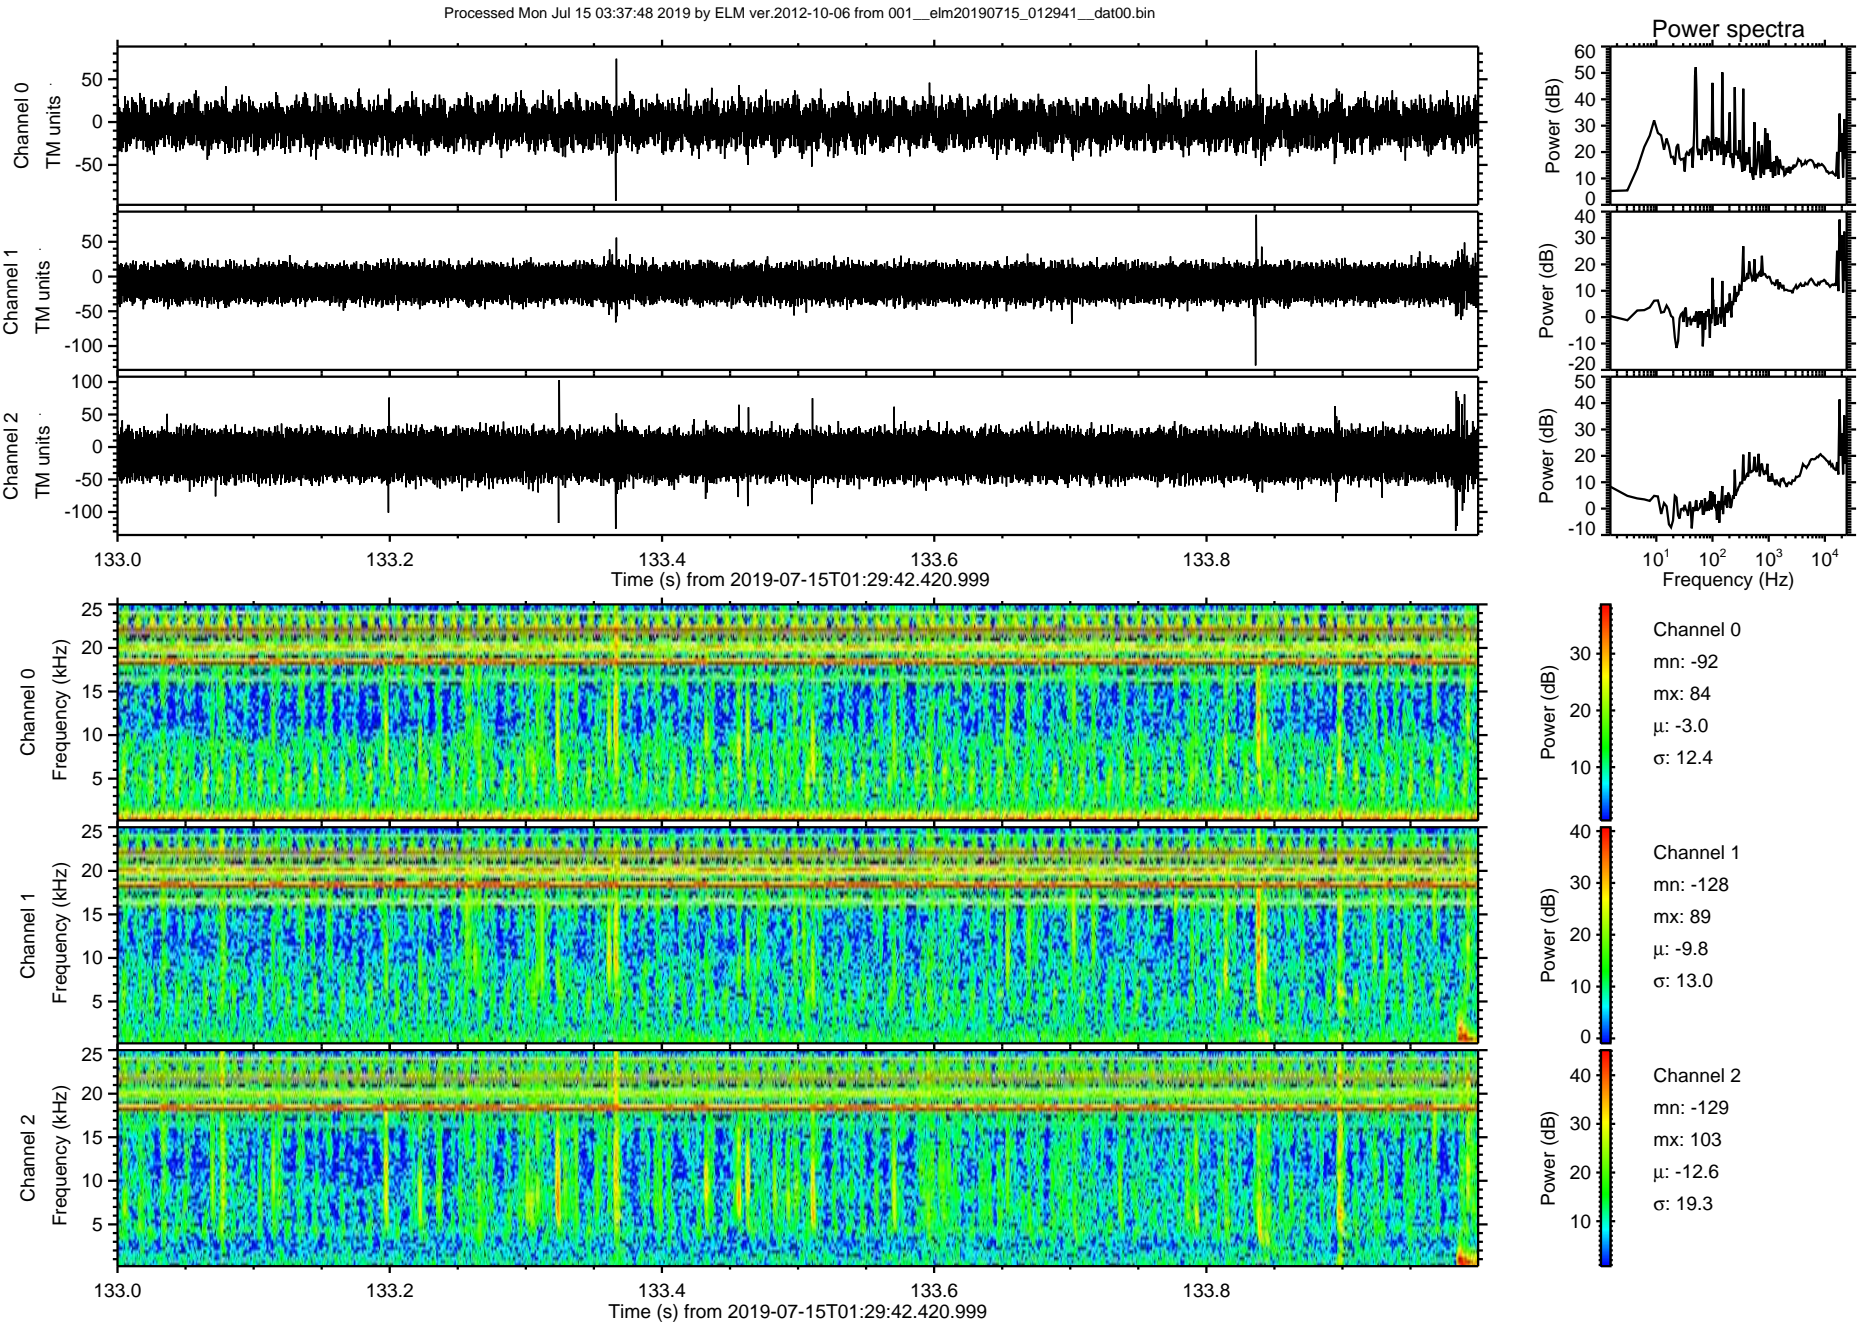 Processed Mon Jul 15 03:37:48 2019 by ELM ver.2012-10-06 from 001__elm20190715_012941__dat00.bin
Power spectra
Channel 0
TM units
50
0
-50
Power (dB)
60
50
40
30
20
10
0
Channel 1
TM units
50
0
-50
-100
Power (dB)
40
30
20
10
0
-10
-20
Channel 2
TM units
100
50
0
-50
-100
Power (dB)
50
40
30
20
10
0
-10
133.0 133.2 133.4 133.6 133.8
Time (s) from 2019-07-15T01:29:42.420.999
10¹ 10² 10³ 10⁴
Frequency (Hz)
Channel 0
Frequency (kHz)
25
20
15
10
5
Power (dB)
30
20
10
Channel 0
mn: -92
mx: 84
μ: -3.0
σ: 12.4
Channel 1
Frequency (kHz)
25
20
15
10
5
Power (dB)
40
30
20
10
0
Channel 1
mn: -128
mx: 89
μ: -9.8
σ: 13.0
Channel 2
Frequency (kHz)
25
20
15
10
5
Power (dB)
40
30
20
10
Channel 2
mn: -129
mx: 103
μ: -12.6
σ: 19.3
133.0 133.2 133.4 133.6 133.8
Time (s) from 2019-07-15T01:29:42.420.999